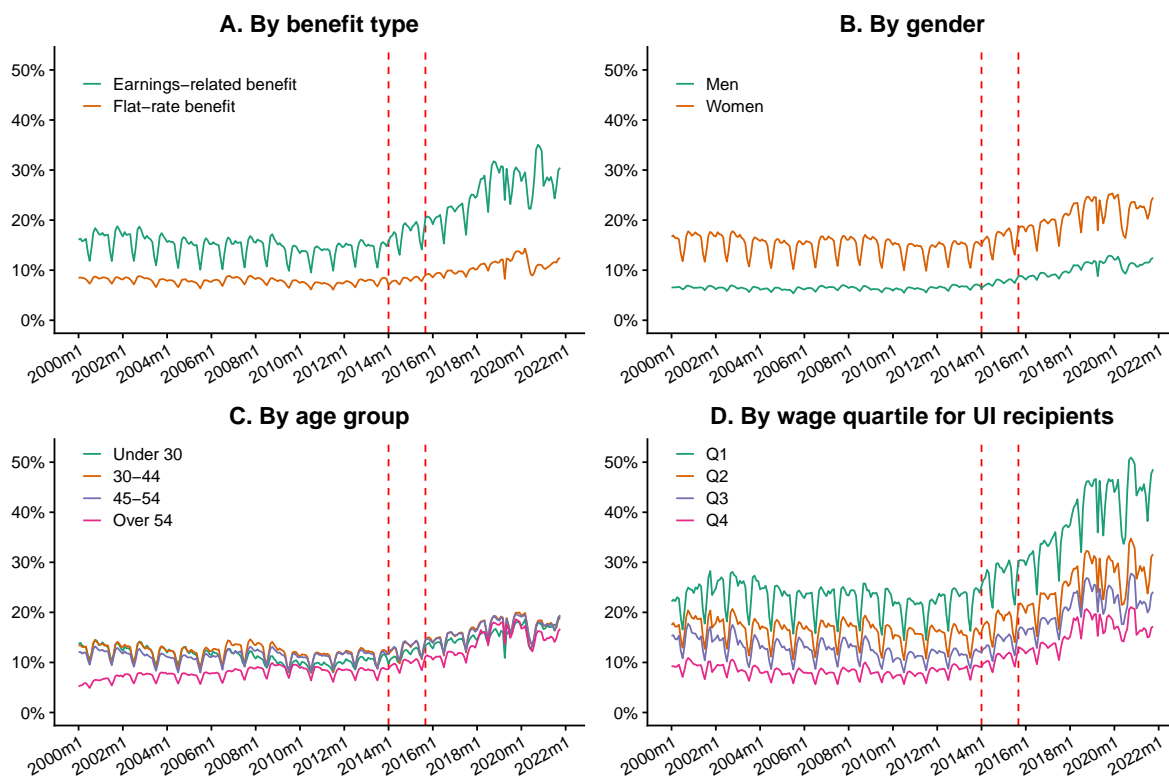 A. By benefit type
50%
40%
30%
20%
10%
0%
Earnings−related benefit
Flat−rate benefit
2000m1 2002m1 2004m1 2006m1 2008m1 2010m1 2012m1 2014m1 2016m1 2018m1 2020m1 2022m1
B. By gender
50%
40%
30%
20%
10%
0%
Men
Women
2000m1 2002m1 2004m1 2006m1 2008m1 2010m1 2012m1 2014m1 2016m1 2018m1 2020m1 2022m1
C. By age group
50%
40%
30%
20%
10%
0%
Under 30
30−44
45−54
Over 54
2000m1 2002m1 2004m1 2006m1 2008m1 2010m1 2012m1 2014m1 2016m1 2018m1 2020m1 2022m1
D. By wage quartile for UI recipients
50%
40%
30%
20%
10%
0%
Q1
Q2
Q3
Q4
2000m1 2002m1 2004m1 2006m1 2008m1 2010m1 2012m1 2014m1 2016m1 2018m1 2020m1 2022m1